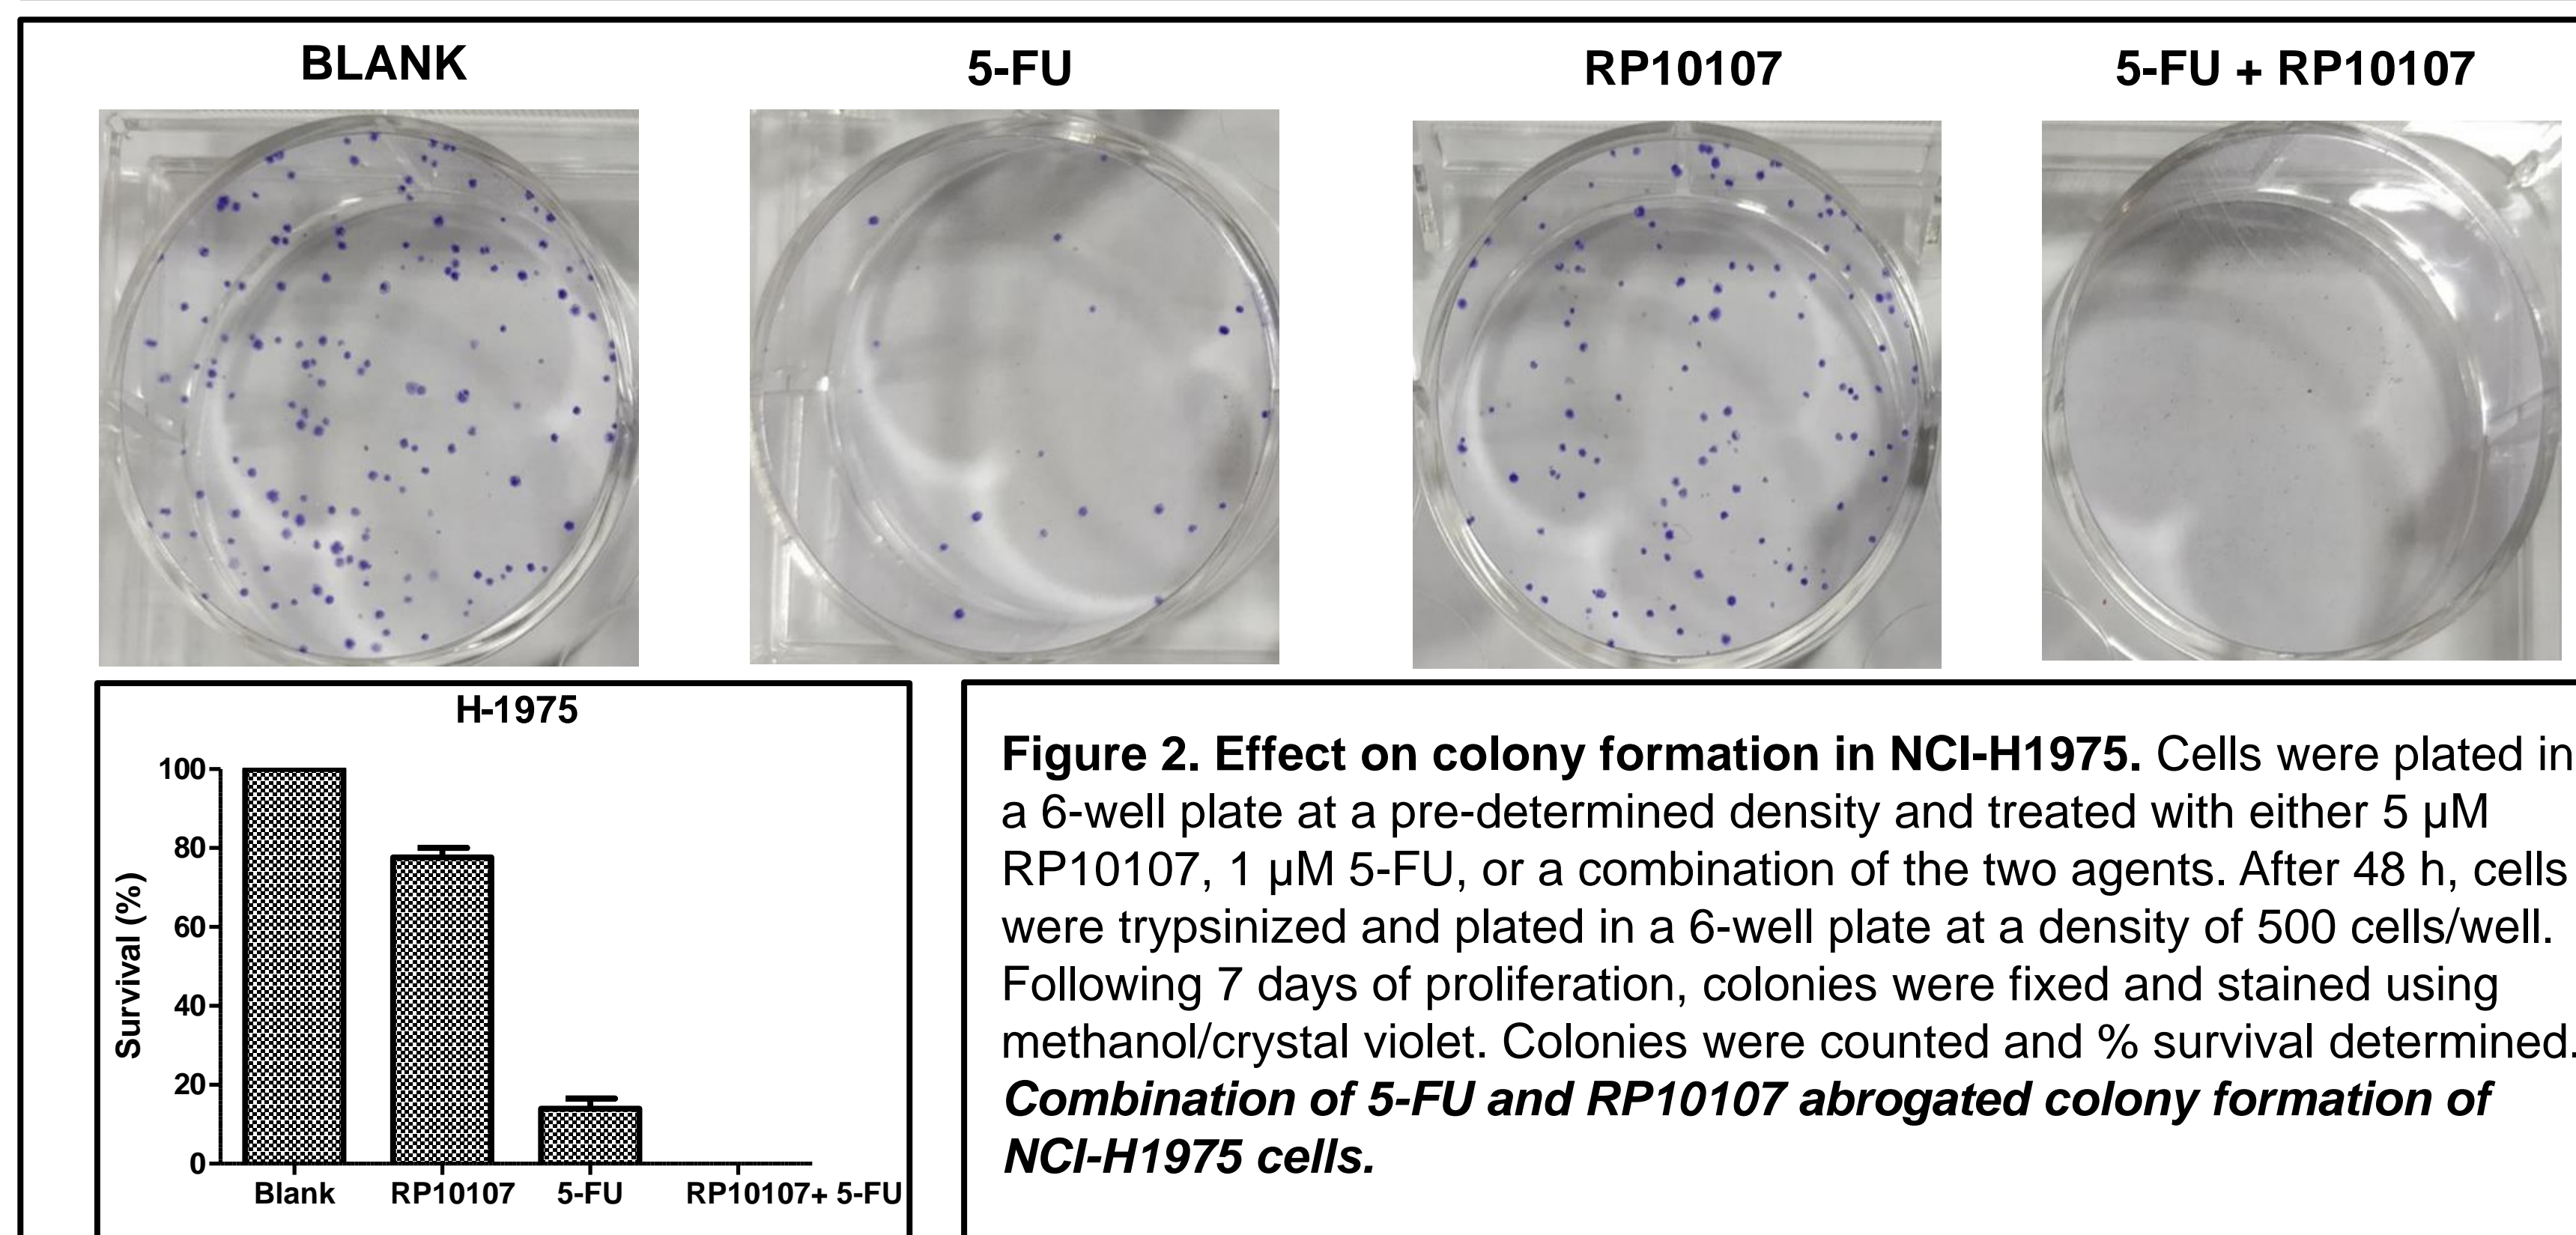 BLANK
5-FU
RP10107
5-FU + RP10107
H-1975
Survival (%)
100
80
60
40
20
0
Blank
RP10107
5-FU
RP10107+ 5-FU
Figure 2. Effect on colony formation in NCI-H1975. Cells were plated in
a 6-well plate at a pre-determined density and treated with either 5 µM
RP10107, 1 µM 5-FU, or a combination of the two agents. After 48 h, cells
were trypsinized and plated in a 6-well plate at a density of 500 cells/well.
Following 7 days of proliferation, colonies were fixed and stained using
methanol/crystal violet. Colonies were counted and % survival determined.
Combination of 5-FU and RP10107 abrogated colony formation of
NCI-H1975 cells.